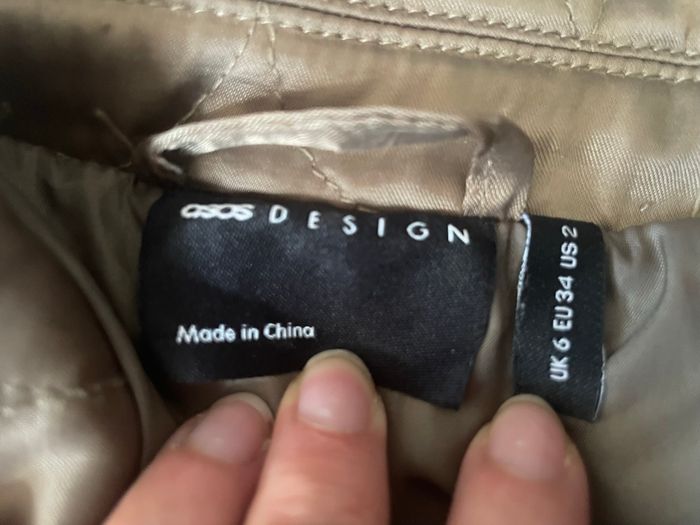 asos DESIGN
Made in China
UK 6 EU 34 US 2